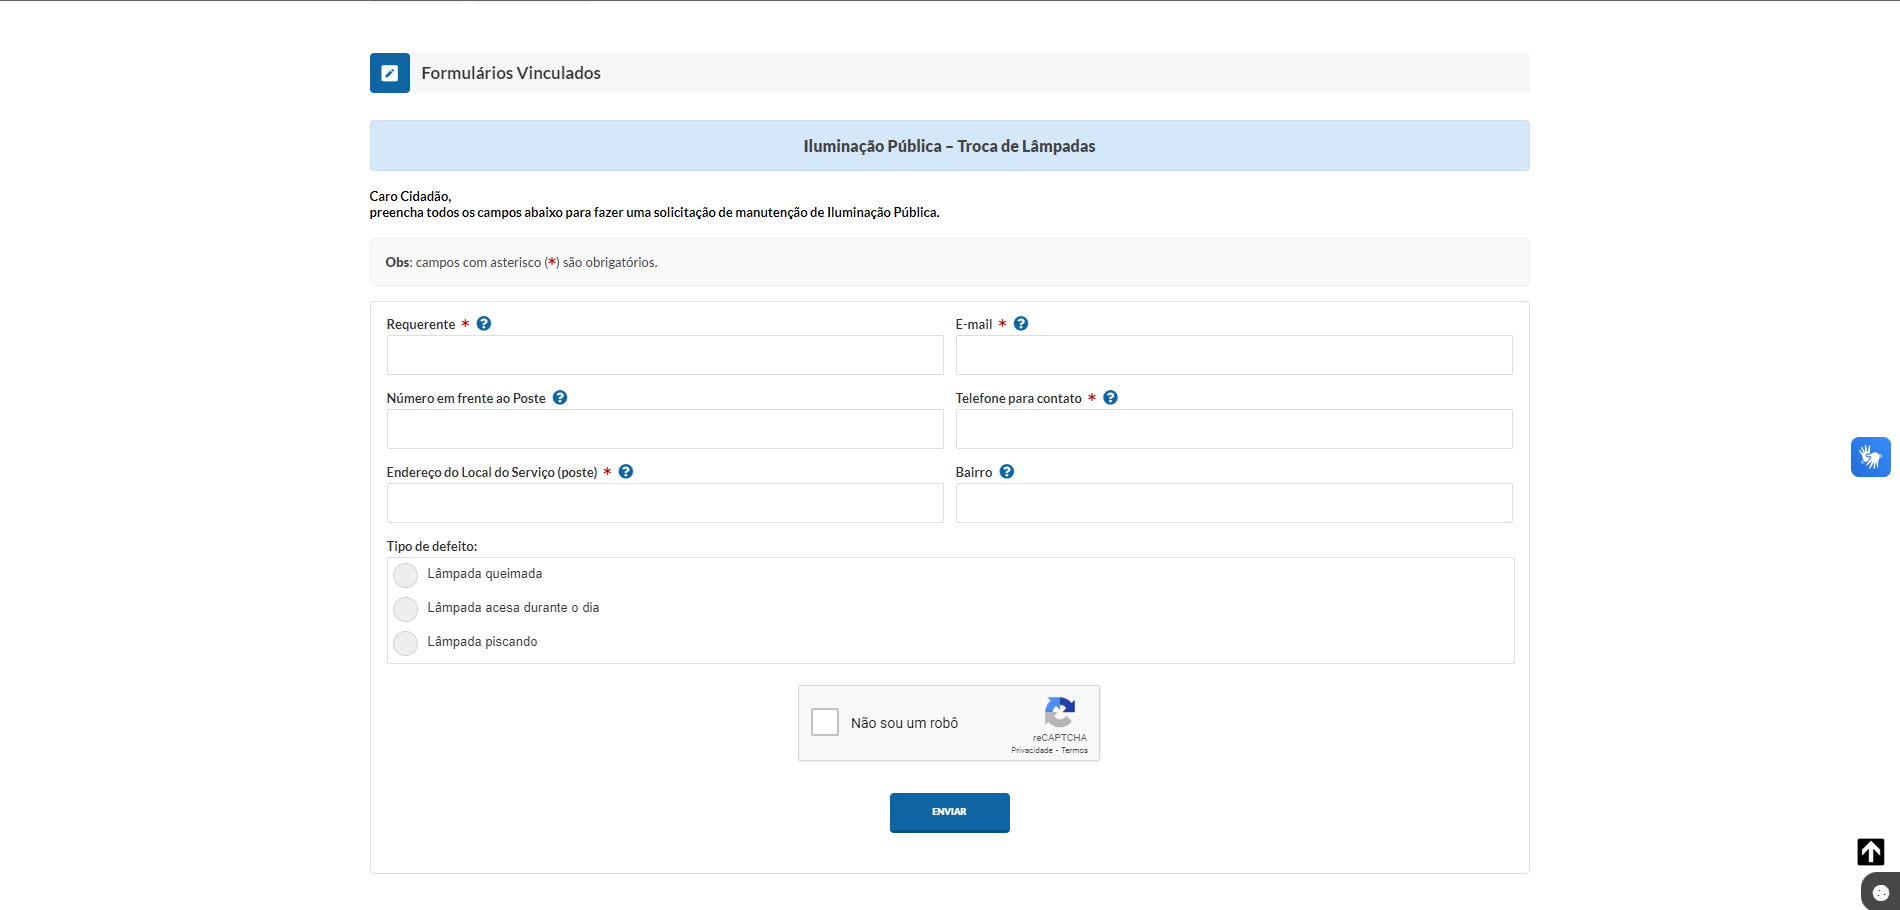 Formulários Vinculados
Iluminação Pública – Troca de Lâmpadas
Caro Cidadão,
preencha todos os campos abaixo para fazer uma solicitação de manutenção de Iluminação Pública.
Obs: campos com asterisco (*) são obrigatórios.
Requerente * ?
E-mail * ?
Número em frente ao Poste ?
Telefone para contato * ?
Endereço do Local do Serviço (poste) * ?
Bairro ?
Tipo de defeito:
Lâmpada queimada
Lâmpada acesa durante o dia
Lâmpada piscando
Não sou um robô
reCAPTCHA
Privacidade - Termos
ENVIAR